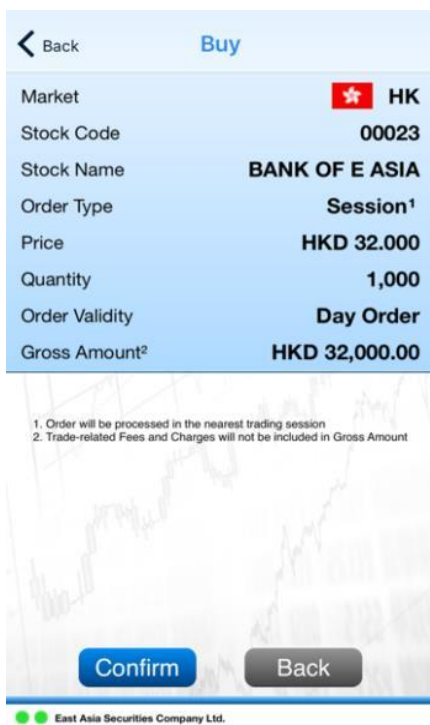 Back Buy
Market HK
Stock Code 00023
Stock Name BANK OF E ASIA
Order Type Session¹
Price HKD 32.000
Quantity 1,000
Order Validity Day Order
Gross Amount² HKD 32,000.00
1. Order will be processed in the nearest trading session
2. Trade-related Fees and Charges will not be included in Gross Amount
Confirm Back
East Asia Securities Company Ltd.